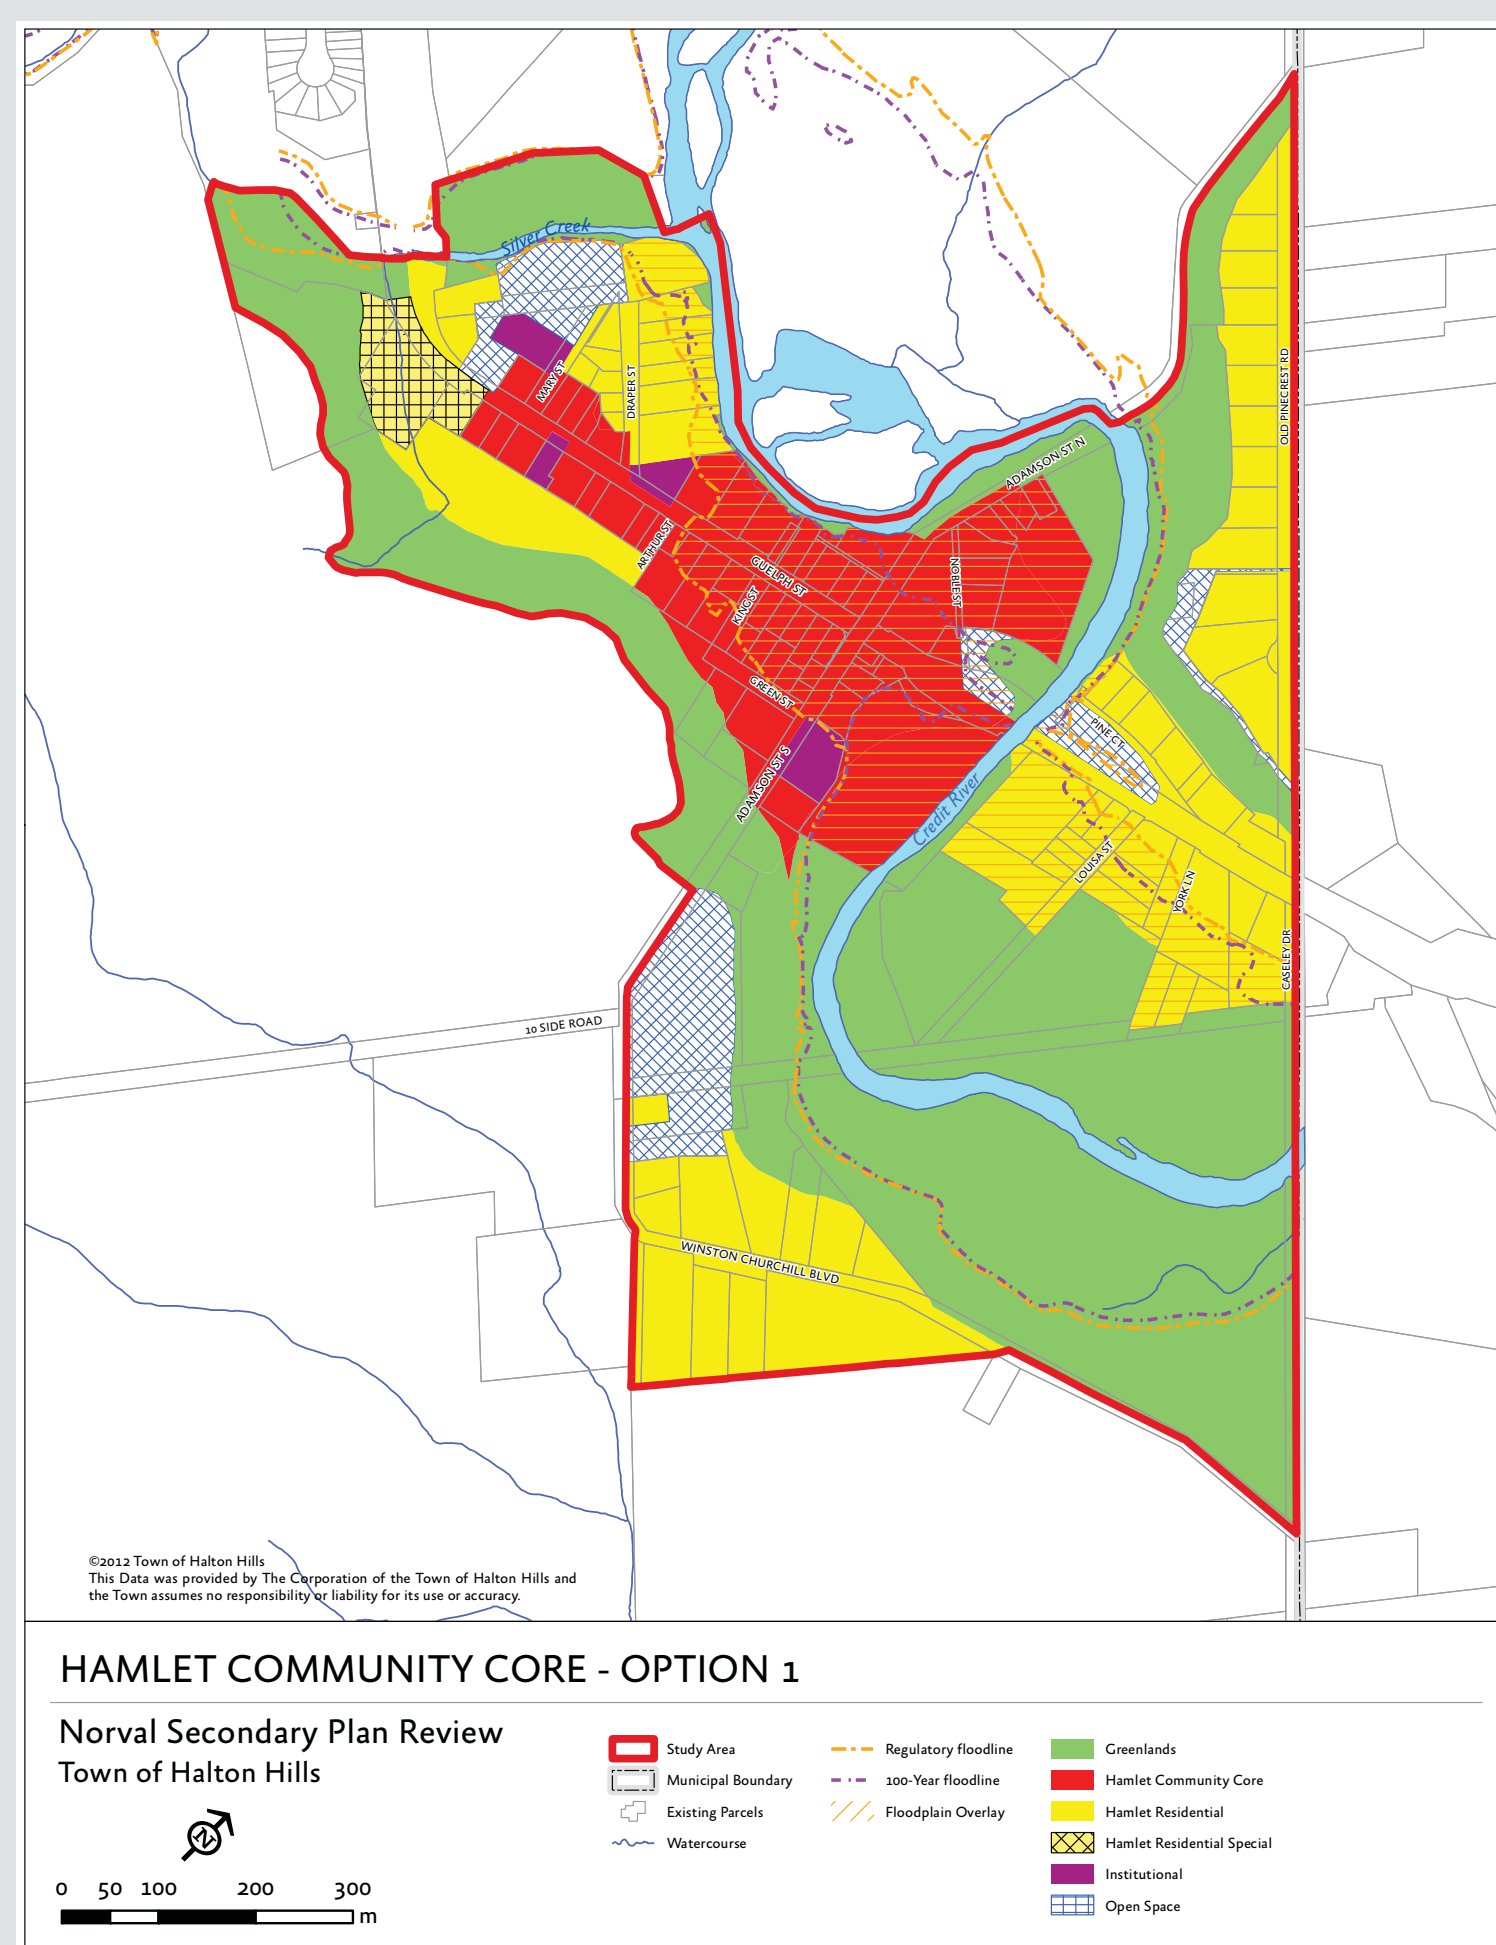 Silver Creek
MARY ST
DRAPER ST
OLD PINECREST RD
ADAMSON ST N
ARTHUR ST
GUELPH ST
NOBLE ST
KING ST
GREEN ST
PINE CT
ADAMSON ST S
Credit River
LOUISA ST
YORK LN
CASELEY DR
10 SIDE ROAD
WINSTON CHURCHILL BLVD
©2012 Town of Halton Hills
This Data was provided by The Corporation of the Town of Halton Hills and
the Town assumes no responsibility or liability for its use or accuracy.
HAMLET COMMUNITY CORE - OPTION 1
Norval Secondary Plan Review
Town of Halton Hills
N
0 50 100 200 300
m
Study Area
Municipal Boundary
Existing Parcels
Watercourse
Regulatory floodline
100-Year floodline
Floodplain Overlay
Greenlands
Hamlet Community Core
Hamlet Residential
Hamlet Residential Special
Institutional
Open Space